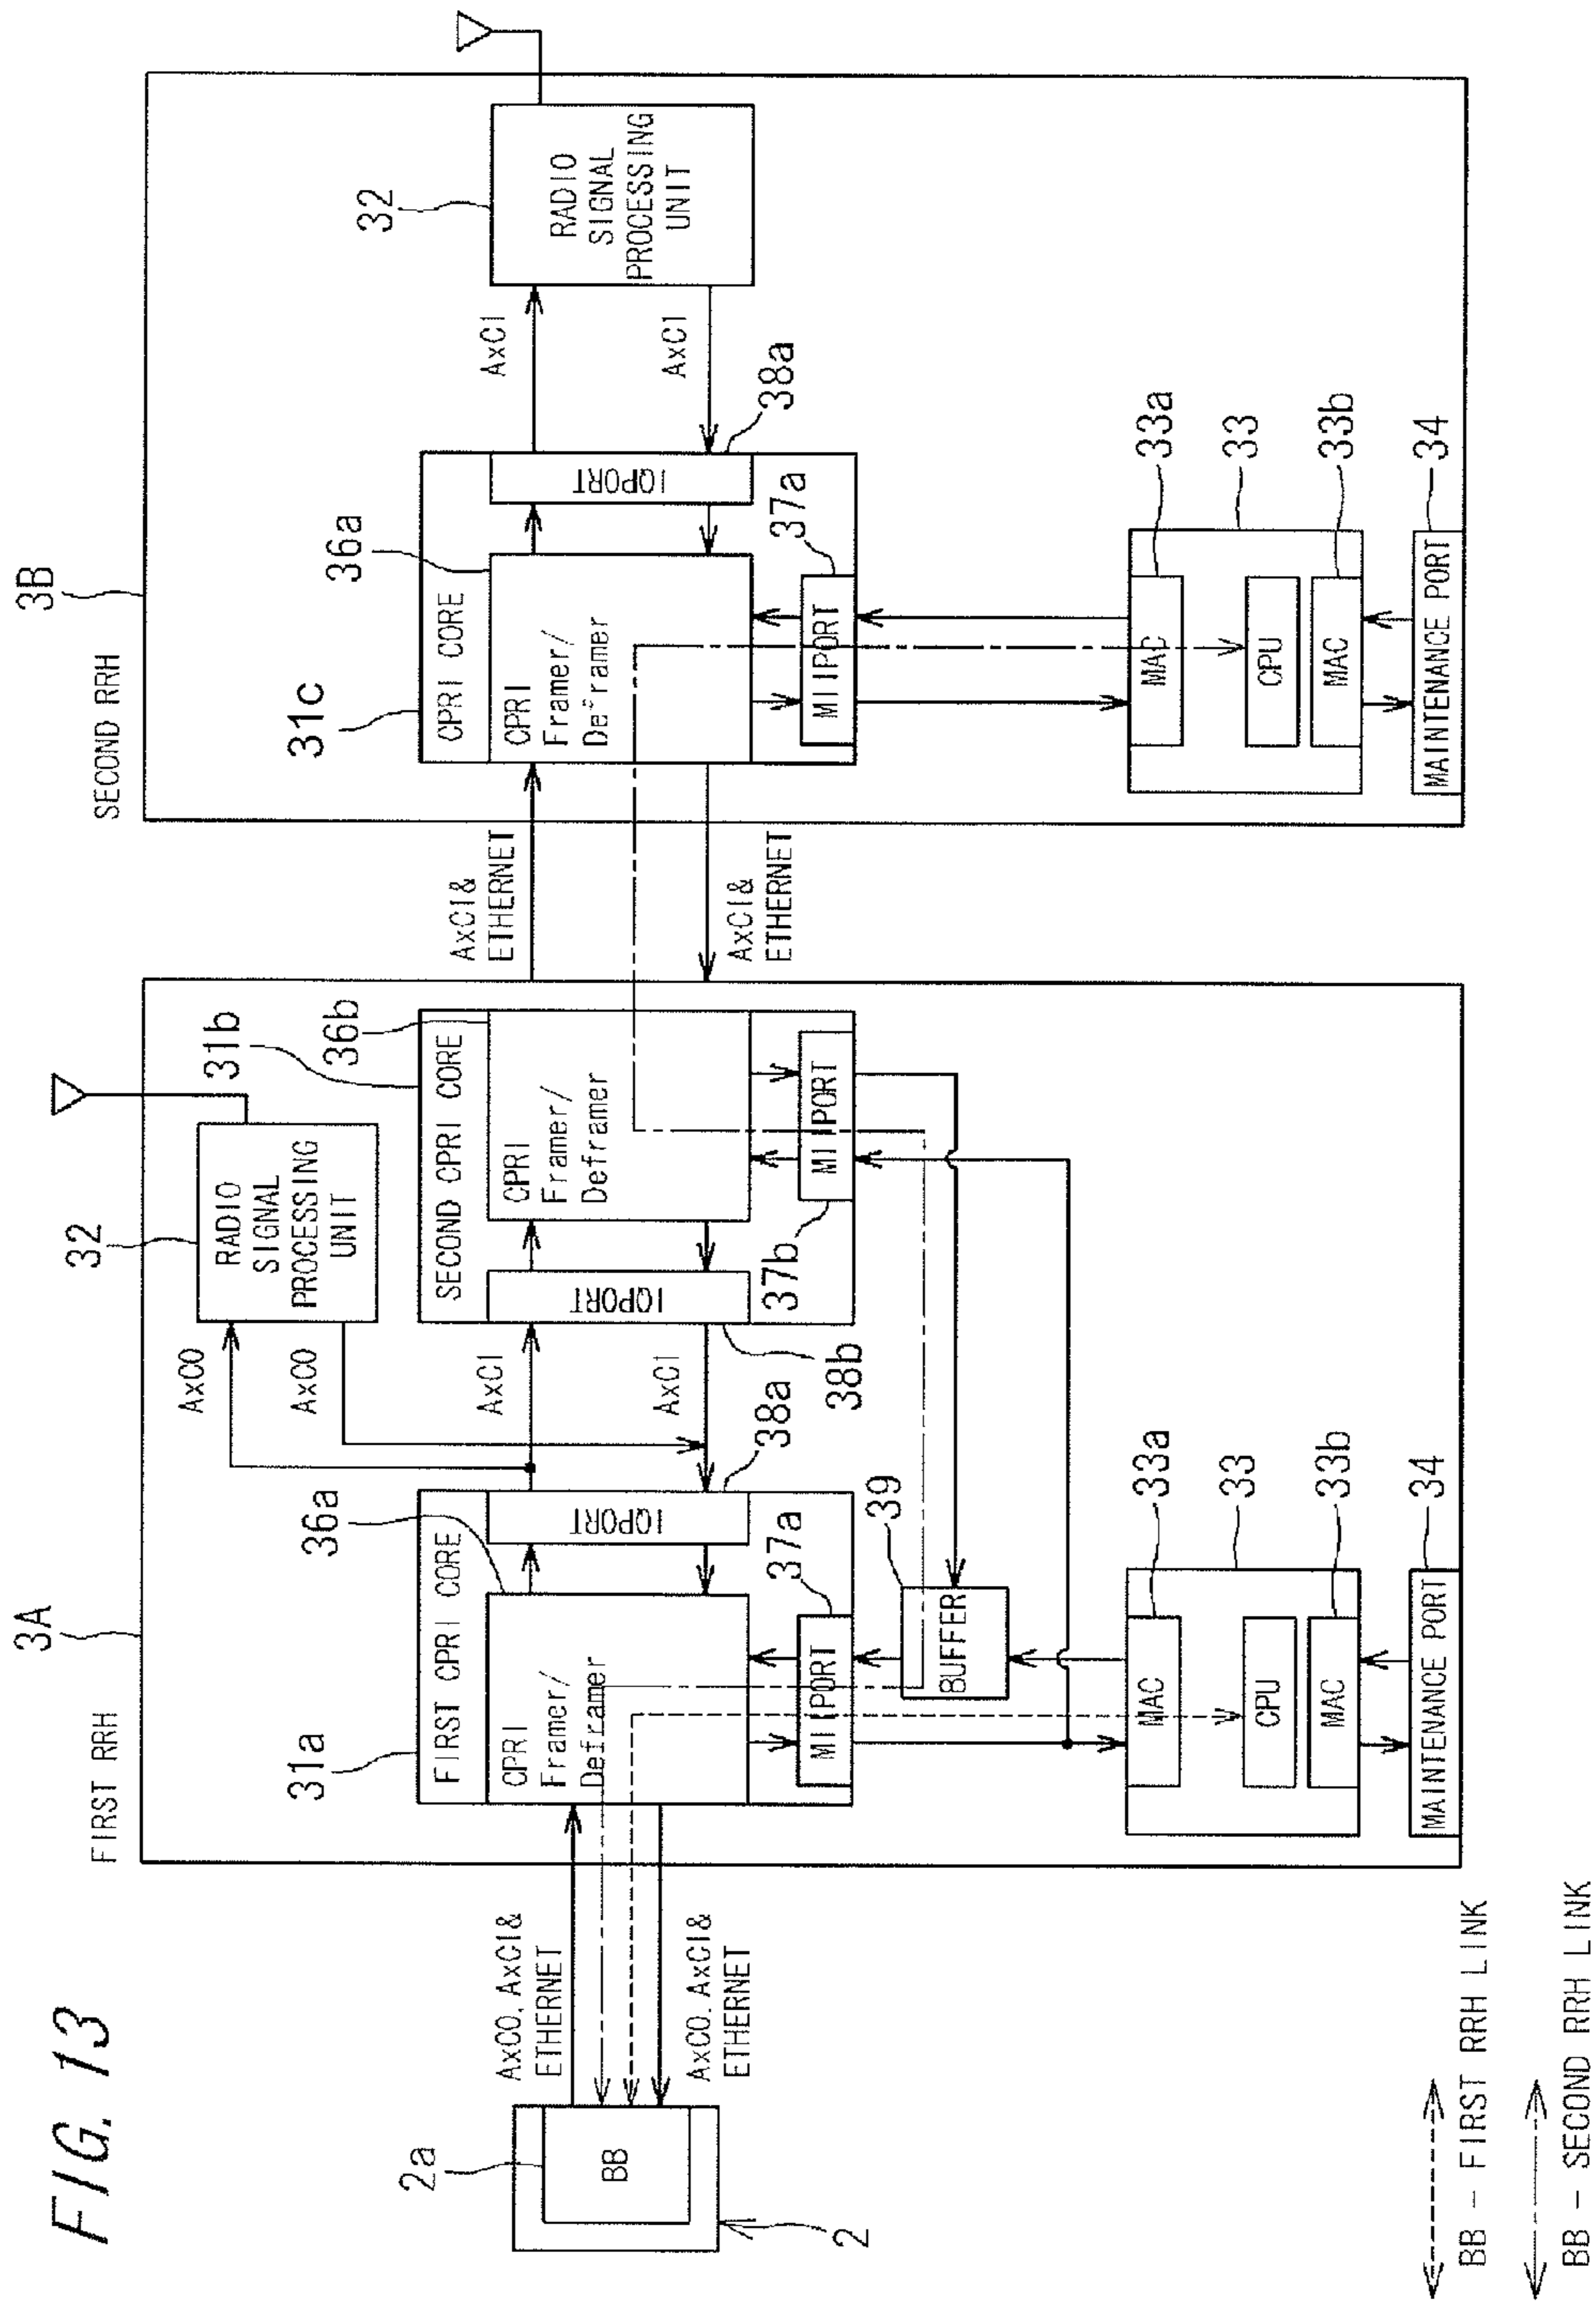 FIG. 13
2
2a
BB
AxC0, AxC1&
ETHERNET
AxC0, AxC1&
ETHERNET
FIRST RRH
3A
31a
FIRST CPRI CORE
CPRI
Framer/
Deframer
36a
IQPORT
38a
MIIPORT
37a
AxC0
AxC0
32
RADIO
SIGNAL
PROCESSING
UNIT
AxC1
AxC1
31b
SECOND CPRI CORE
IQPORT
38b
CPRI
Framer/
Deframer
36b
MIIPORT
37b
39
BUFFER
33a
MAC
33
CPU
33b
MAC
34
MAINTENANCE PORT
AxC1&
ETHERNET
AxC1&
ETHERNET
SECOND RRH
3B
31c
CPRI CORE
CPRI
Framer/
Deframer
36a
IQPORT
38a
MIIPORT
37a
AxC1
AxC1
32
RADIO
SIGNAL
PROCESSING
UNIT
33a
MAC
33
CPU
33b
MAC
34
MAINTENANCE PORT
BB - FIRST RRH LINK
BB - SECOND RRH LINK